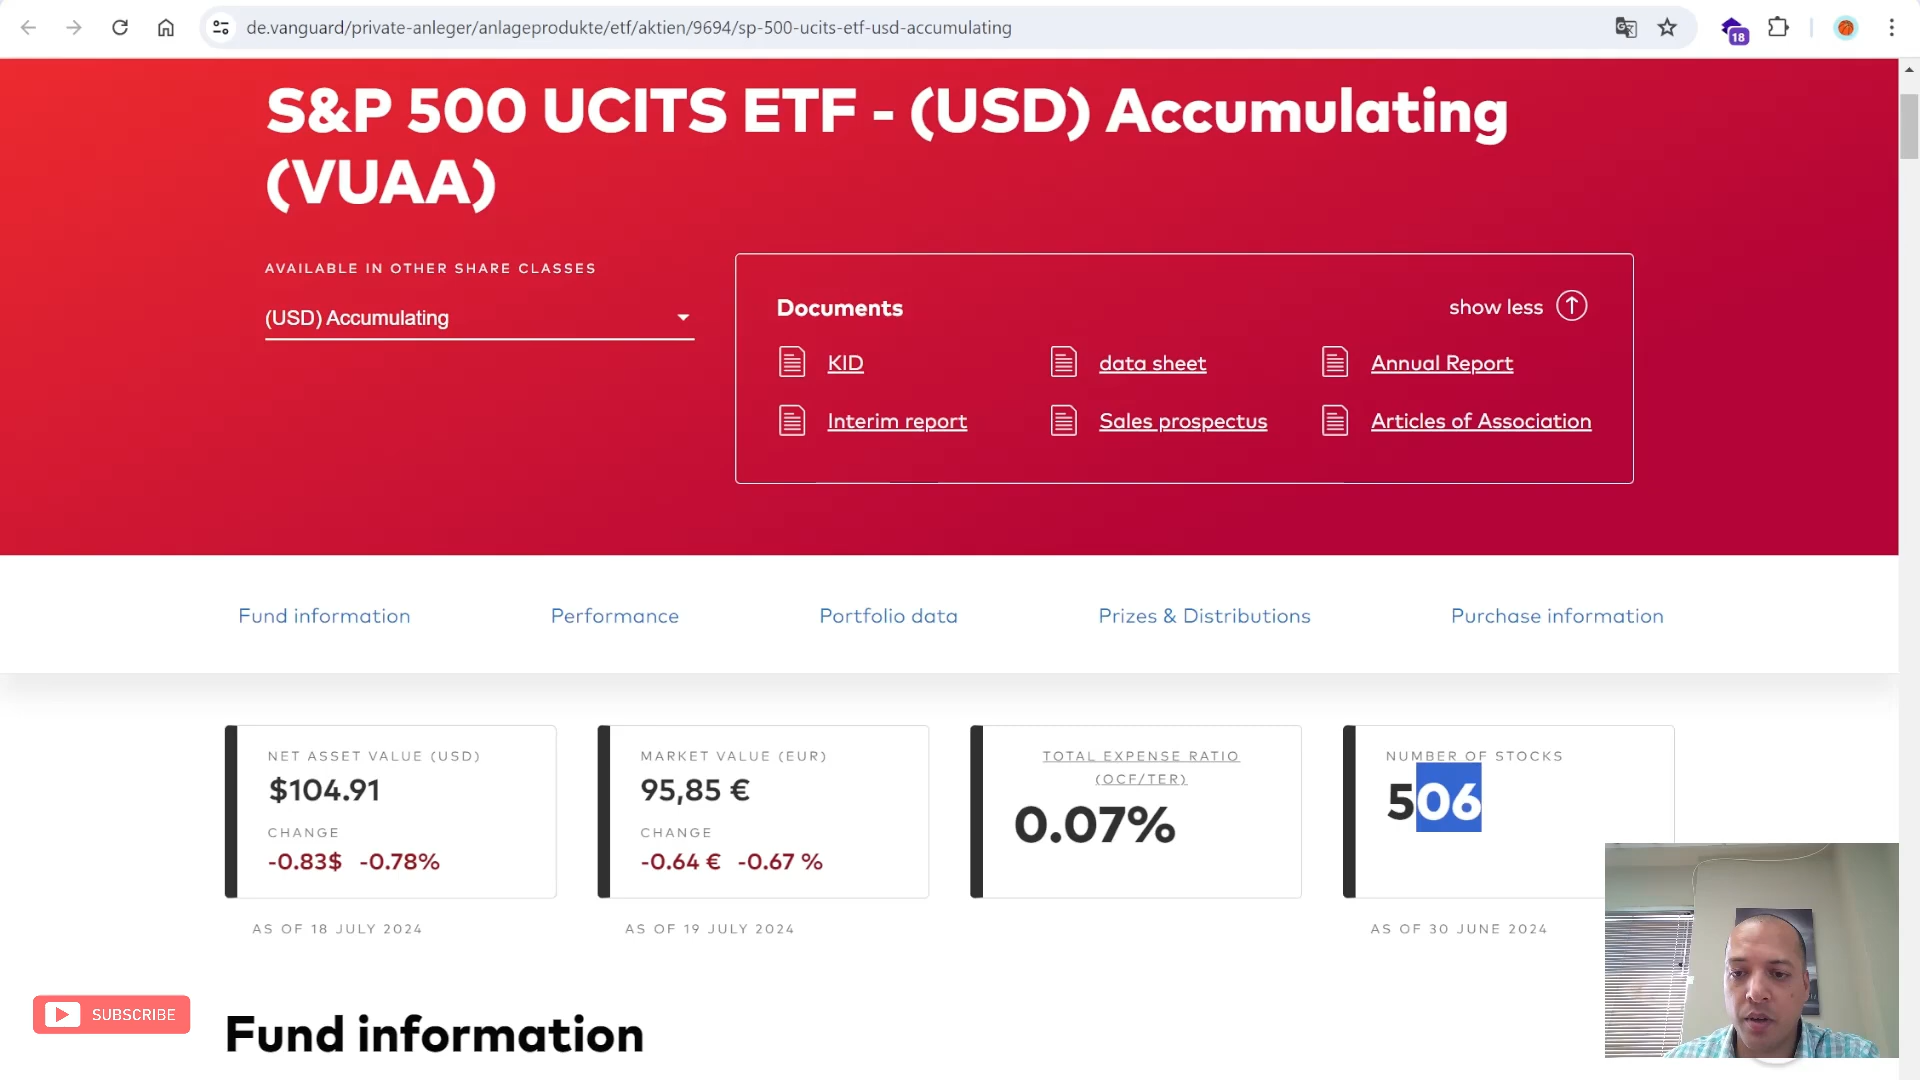 de.vanguard/private-anleger/anlageprodukte/etf/aktien/9694/sp-500-ucits-etf-usd-accumulating
18
S&P 500 UCITS ETF - (USD) Accumulating
(VUAA)
AVAILABLE IN OTHER SHARE CLASSES
(USD) Accumulating
Documents
show less
KID
data sheet
Annual Report
Interim report
Sales prospectus
Articles of Association
Fund information
Performance
Portfolio data
Prizes & Distributions
Purchase information
NET ASSET VALUE (USD)
$104.91
CHANGE
-0.83$ -0.78%
AS OF 18 JULY 2024
MARKET VALUE (EUR)
95,85 €
CHANGE
-0.64 € -0.67 %
AS OF 19 JULY 2024
TOTAL EXPENSE RATIO
(OCF/TER)
0.07%
NUMBER OF STOCKS
506
AS OF 30 JUNE 2024
SUBSCRIBE
Fund information